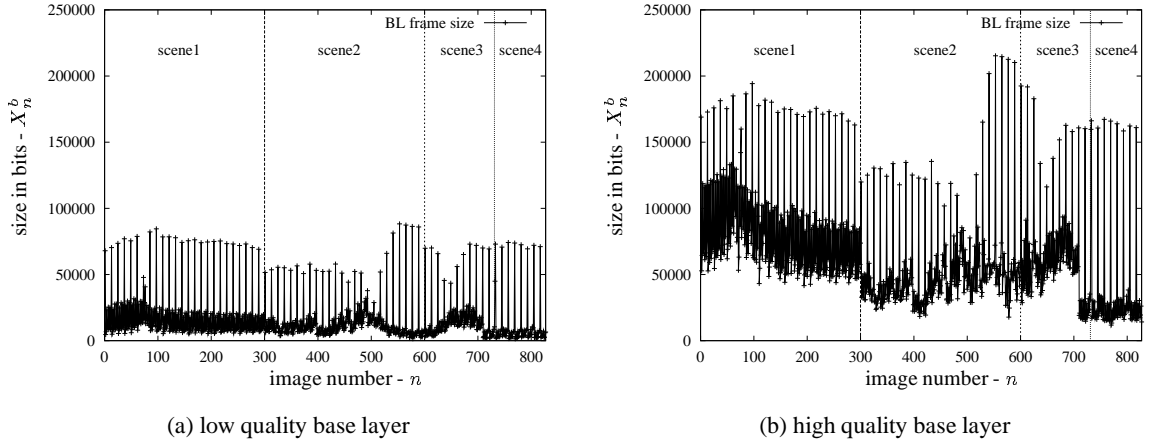 250000
BL frame size
scene1 scene2 scene3 scene4
200000
150000
100000
50000
0
0 100 200 300 400 500 600 700 800
size in bits - X_n^b
image number - n
(a) low quality base layer
250000
BL frame size
scene1 scene2 scene3 scene4
200000
150000
100000
50000
0
0 100 200 300 400 500 600 700 800
size in bits - X_n^b
image number - n
(b) high quality base layer